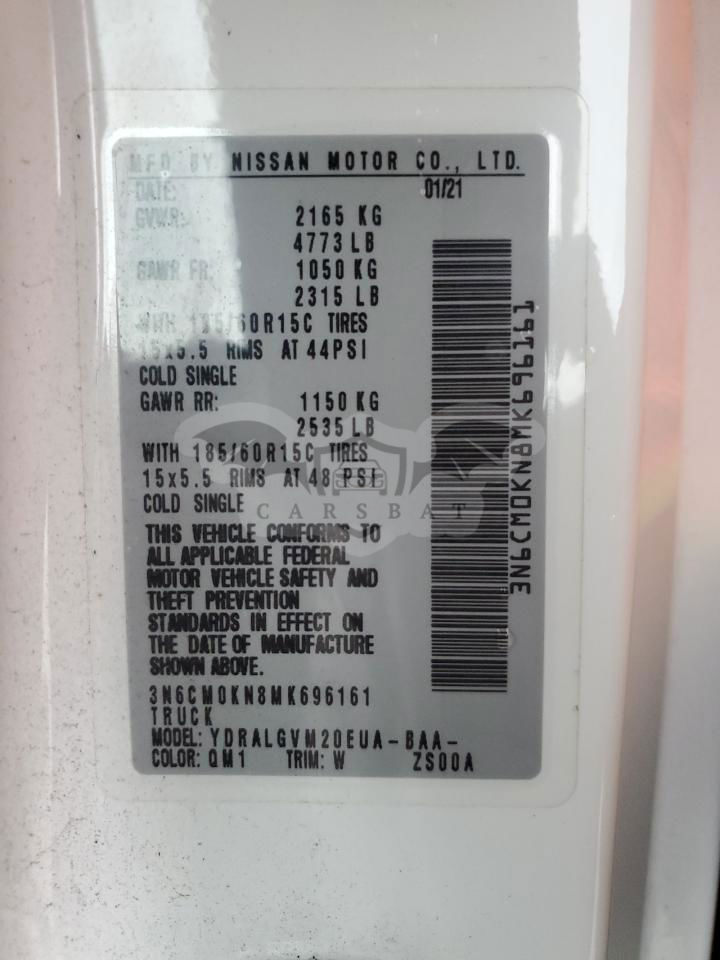 MFD BY NISSAN MOTOR CO., LTD.
DATE: 01/21
GVWR: 2165 KG
4773 LB
GAWR FR: 1050 KG
2315 LB
WITH 185/60R15C TIRES
15x5.5 RIMS AT 44PSI
COLD SINGLE
GAWR RR: 1150 KG
2535 LB
WITH 185/60R15C TIRES
15x5.5 RIMS AT 48 PSI
COLD SINGLE
THIS VEHICLE CONFORMS TO
ALL APPLICABLE FEDERAL
MOTOR VEHICLE SAFETY AND
THEFT PREVENTION
STANDARDS IN EFFECT ON
THE DATE OF MANUFACTURE
SHOWN ABOVE.
3N6CM0KN8MK696161
TRUCK
MODEL: YDRALGVM20EUA-BAA-
COLOR: QM1 TRIM: W ZS00A
3N6CM0KN8MK696161
CARSBAT